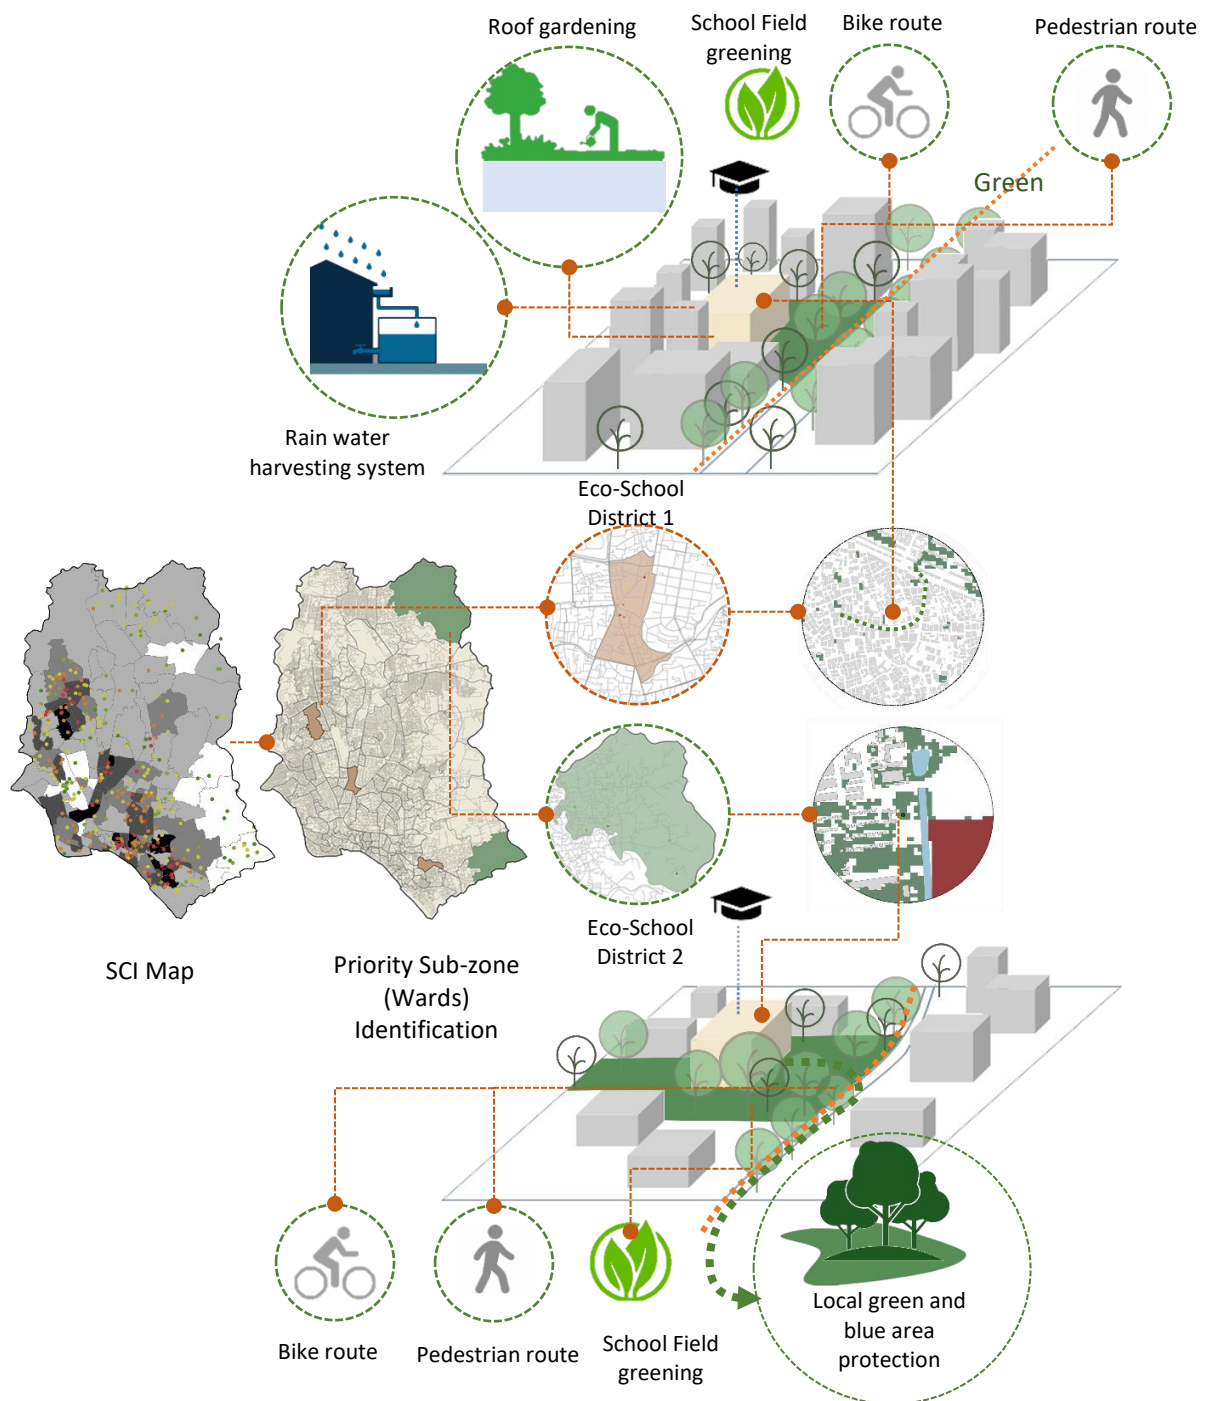 Roof gardening
School Field
greening
Bike route
Pedestrian route
Green
Rain water
harvesting system
Eco-School
District 1
Eco-School
District 2
SCI Map
Priority Sub-zone
(Wards)
Identification
Bike route
Pedestrian route
School Field
greening
Local green and
blue area
protection